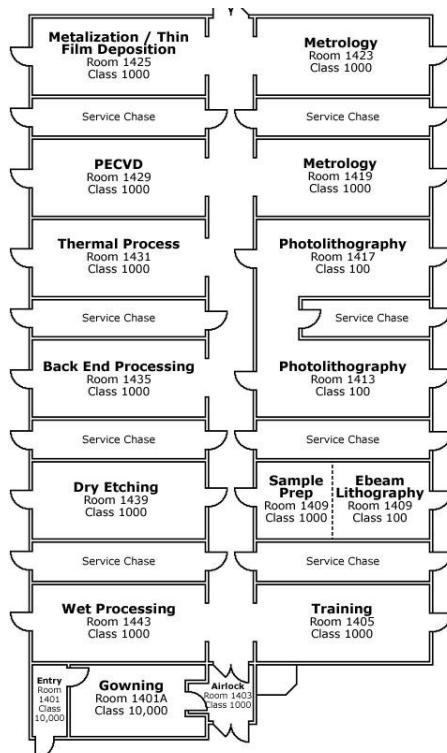 Metalization / Thin
Film Deposition
Room 1425
Class 1000
Metrology
Room 1423
Class 1000
Service Chase
Service Chase
PECVD
Room 1429
Class 1000
Metrology
Room 1419
Class 1000
Thermal Process
Room 1431
Class 1000
Photolithography
Room 1417
Class 100
Service Chase
Service Chase
Back End Processing
Room 1435
Class 1000
Photolithography
Room 1413
Class 100
Service Chase
Service Chase
Dry Etching
Room 1439
Class 1000
Sample
Prep
Room 1409
Class 1000
Ebeam
Lithography
Room 1409
Class 100
Service Chase
Service Chase
Wet Processing
Room 1443
Class 1000
Training
Room 1405
Class 1000
Entry
Room
1401
Class
10,000
Gowning
Room 1401A
Class 10,000
Airlock
Room 1403
Class 1000